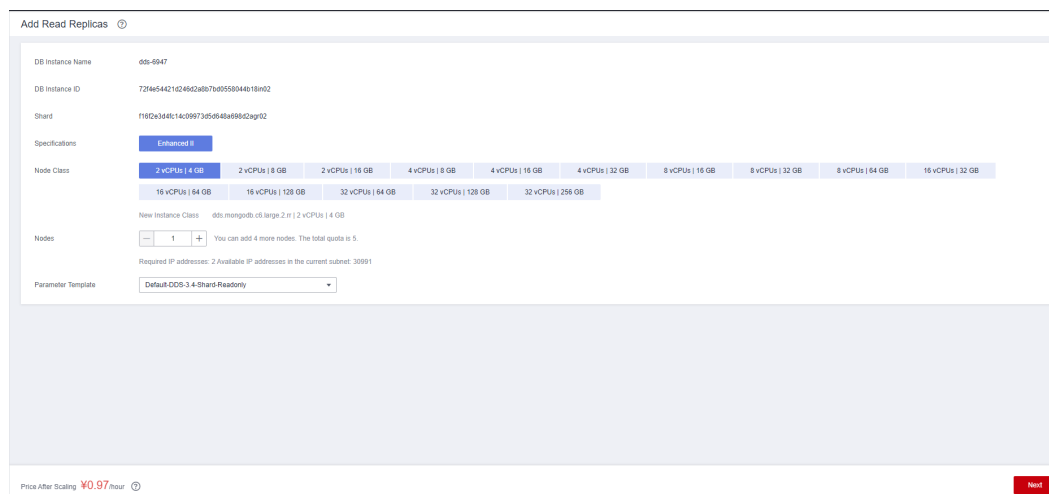 Add Read Replicas
DB Instance Name dds-6947
DB Instance ID 72f4e54421d246d2a8b7bd0558044b18in02
Shard f16f2e3d4fc14c09973d5d648a698d2agr02
Specifications Enhanced II
Node Class 2 vCPUs | 4 GB 2 vCPUs | 8 GB 2 vCPUs | 16 GB 4 vCPUs | 8 GB 4 vCPUs | 16 GB 4 vCPUs | 32 GB 8 vCPUs | 16 GB 8 vCPUs | 32 GB 8 vCPUs | 64 GB 16 vCPUs | 32 GB
16 vCPUs | 64 GB 16 vCPUs | 128 GB 32 vCPUs | 64 GB 32 vCPUs | 128 GB 32 vCPUs | 256 GB
New Instance Class dds.mongodb.c6.large.2.rr | 2 vCPUs | 4 GB
Nodes 1 You can add 4 more nodes. The total quota is 5.
Required IP addresses: 2 Available IP addresses in the current subnet: 30991
Parameter Template Default-DDS-3.4-Shard-Readonly
Price After Scaling ¥0.97/hour Next